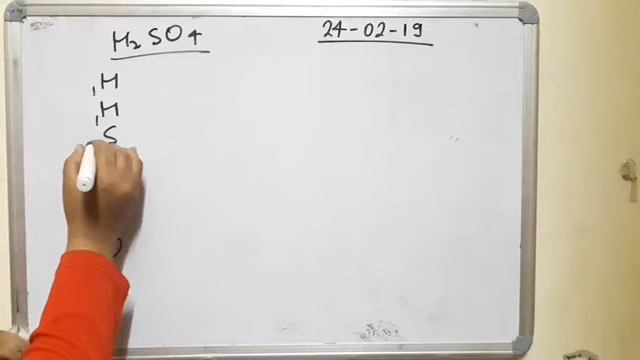 H₂SO₄
24-02-19
₁H
₁H
S